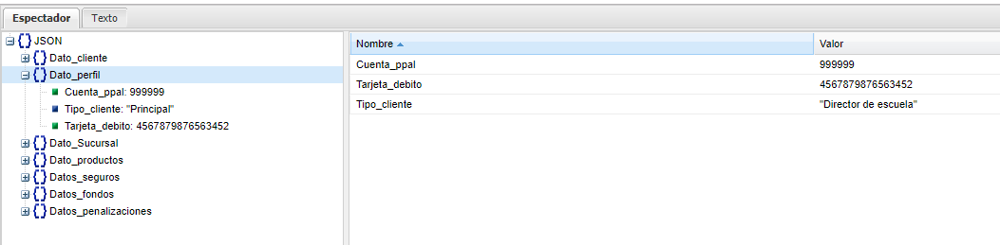 Espectador Texto
JSON
Dato_cliente
Dato_perfil
Cuenta_ppal: 999999
Tipo_cliente: "Principal"
Tarjeta_debito: 4567879876563452
Dato_Sucursal
Dato_productos
Datos_seguros
Datos_fondos
Datos_penalizaciones
Nombre Valor
Cuenta_ppal 999999
Tarjeta_debito 4567879876563452
Tipo_cliente "Director de escuela"